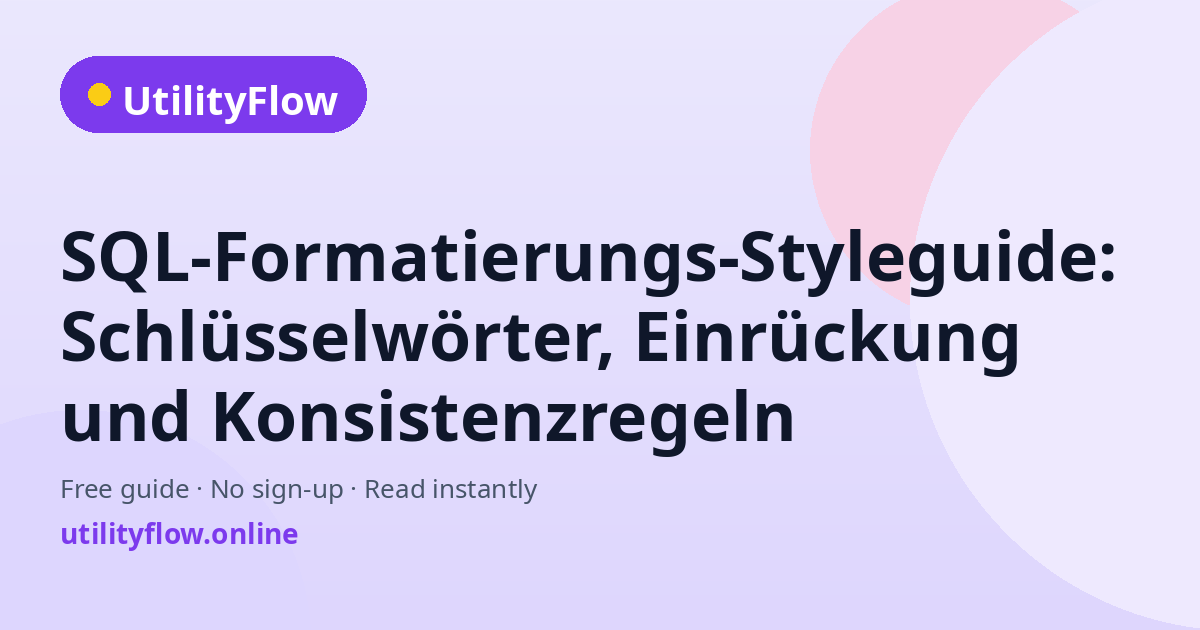 UtilityFlow
SQL-Formatierungs-Styleguide:
Schlüsselwörter, Einrückung
und Konsistenzregeln
Free guide · No sign-up · Read instantly
utilityflow.online